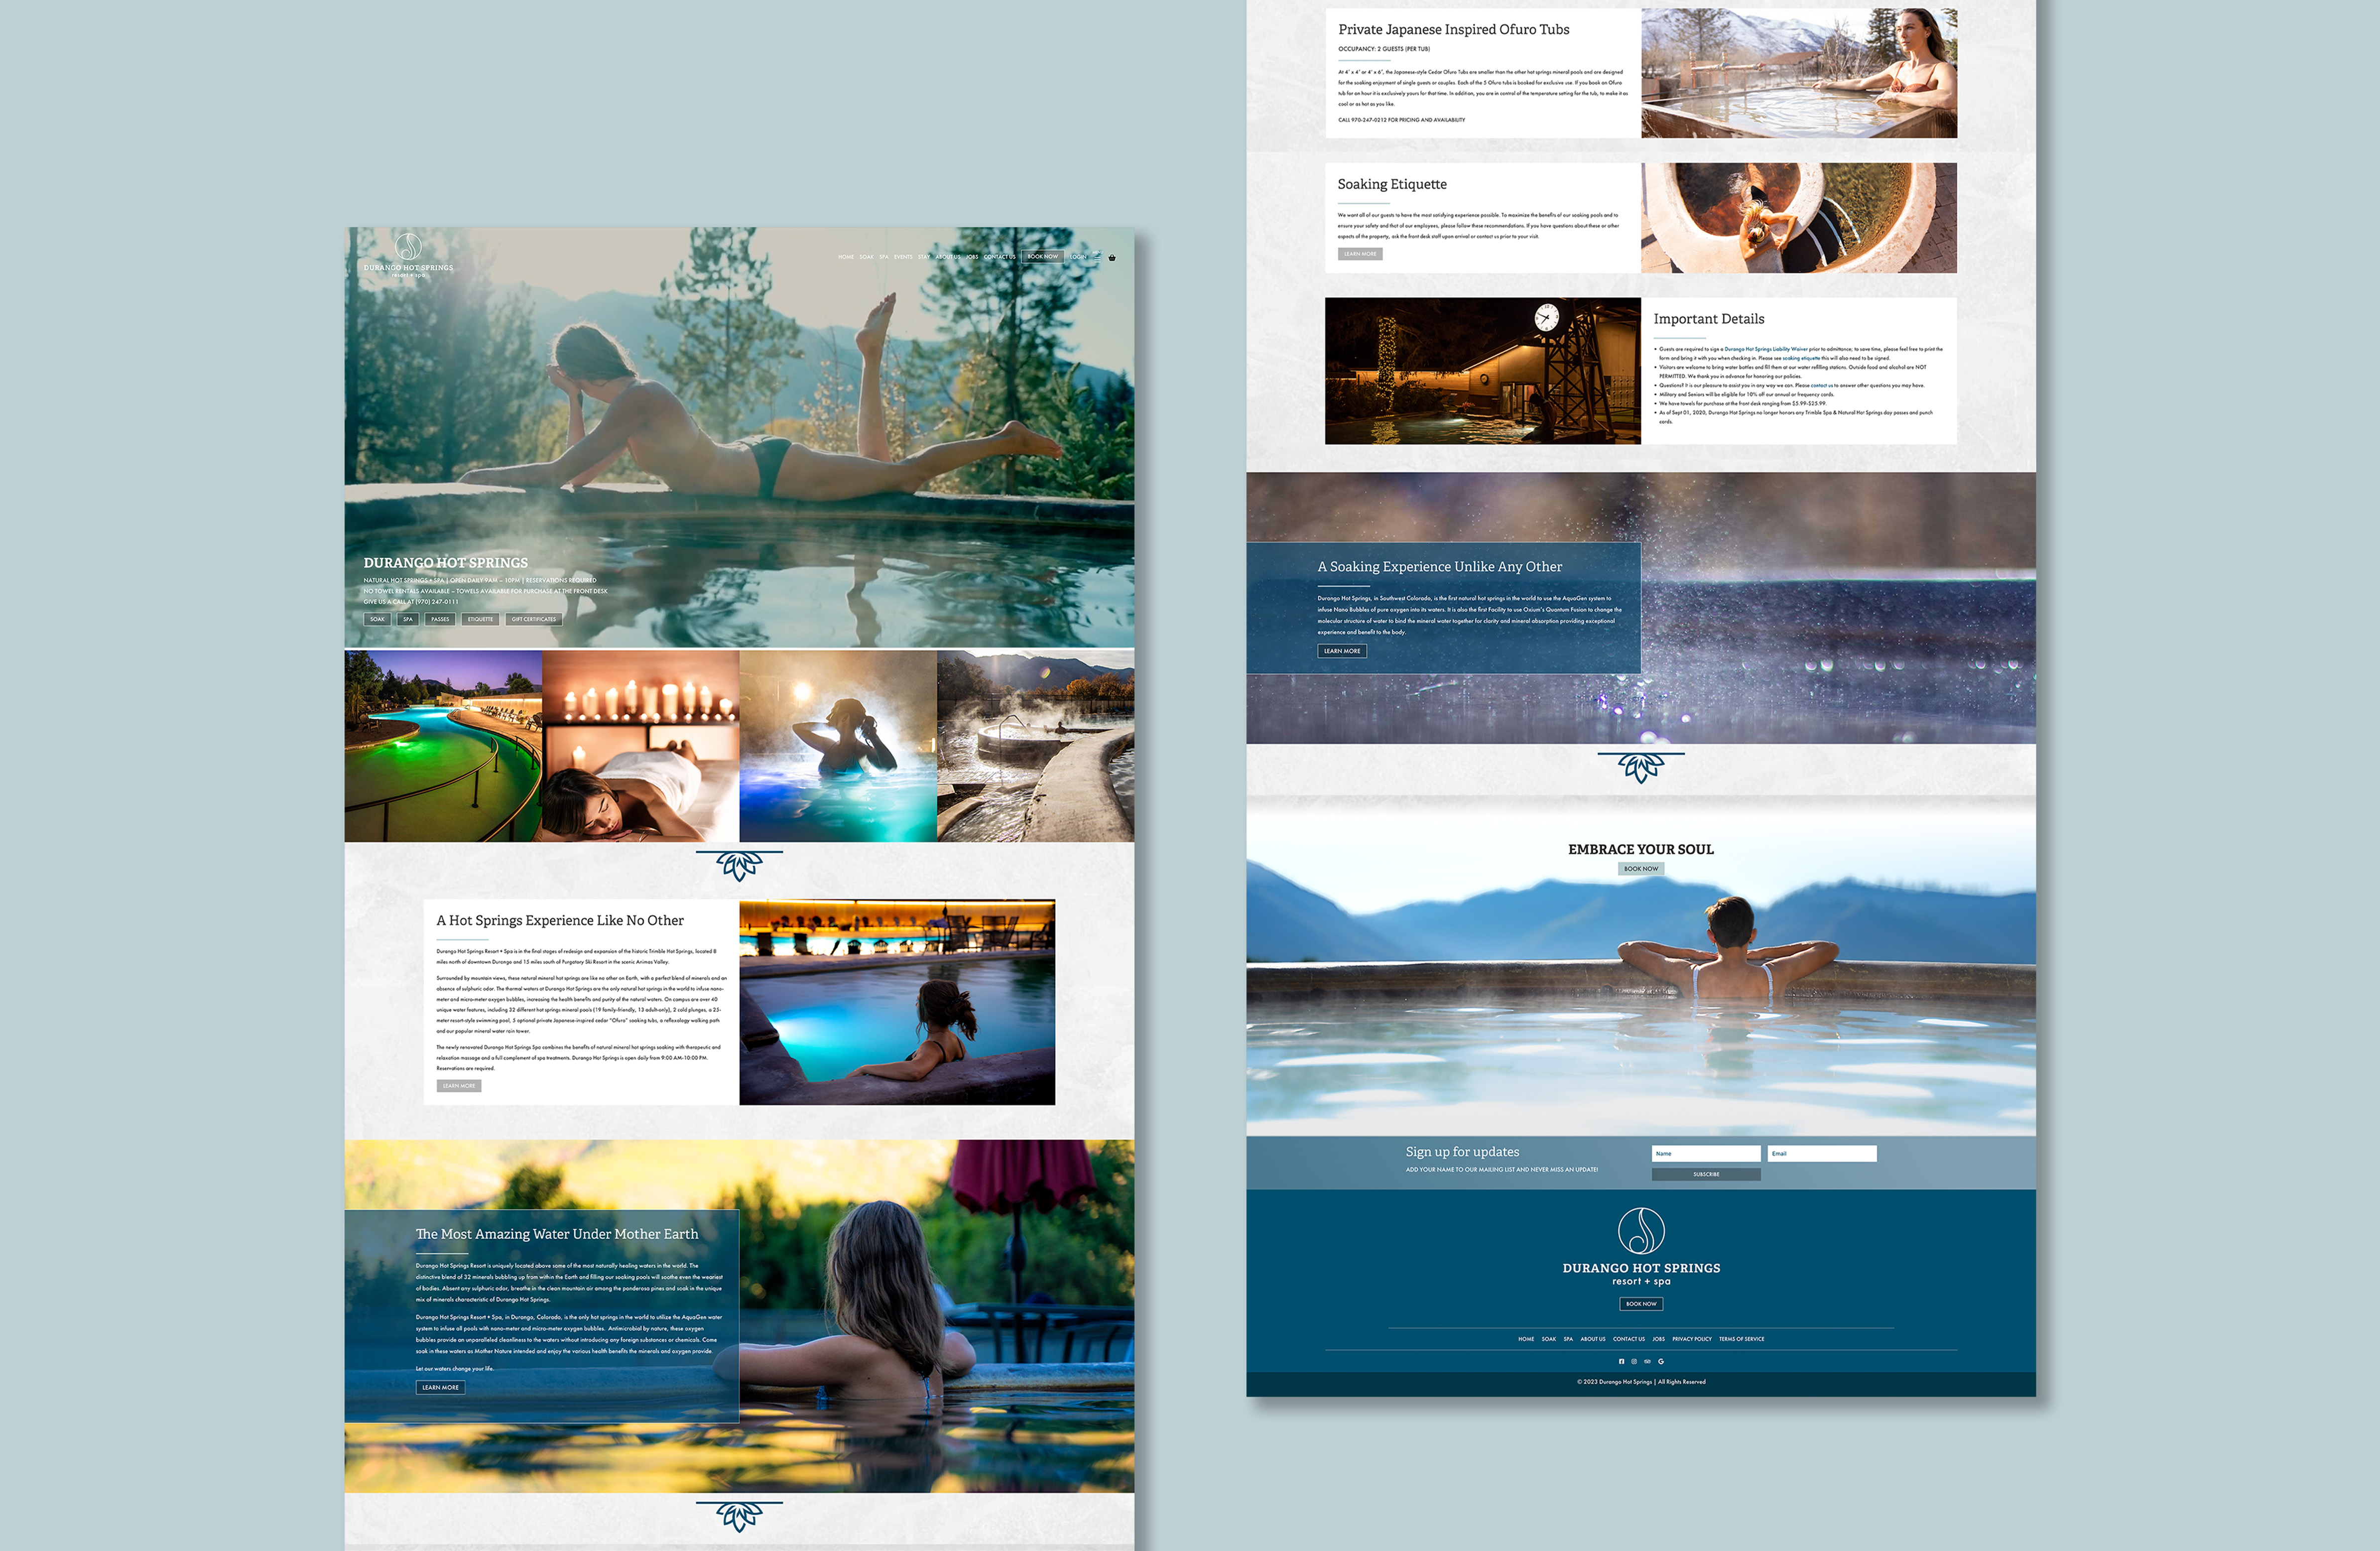 DURANGO HOT SPRINGS
resort + spa
HOME SOAK SPA EVENTS STAY ABOUT US JOBS CONTACT US BOOK NOW LOGIN
DURANGO HOT SPRINGS
NATURAL HOT SPRINGS + SPA | OPEN DAILY 9AM – 10PM | RESERVATIONS REQUIRED
NO TOWEL RENTALS AVAILABLE – TOWELS AVAILABLE FOR PURCHASE AT THE FRONT DESK
GIVE US A CALL AT (970) 247-0111
SOAK SPA PASSES ETIQUETTE GIFT CERTIFICATES
A Hot Springs Experience Like No Other
Durango Hot Springs Resort + Spa is in the final stages of redesign and expansion of the historic Trimble Hot Springs, located 8
miles north of downtown Durango and 15 miles south of Purgatory Ski Resort in the scenic Animas Valley.
Surrounded by mountain views, these natural mineral hot springs are like no other on Earth, with a perfect blend of minerals and an
absence of sulphuric odor. The thermal waters at Durango Hot Springs are the only natural hot springs in the world to infuse nano-
meter and micro-meter oxygen bubbles, increasing the health benefits and purity of the natural waters. On campus are over 40
unique water features, including 32 different hot springs mineral pools (19 family-friendly, 13 adult-only), 2 cold plunges, a 25-
meter resort-style swimming pool, 5 optional private Japanese-inspired cedar "Ofuro" soaking tubs, a reflexology walking path
and our popular mineral water rain tower.
The newly renovated Durango Hot Springs Spa combines the benefits of natural mineral hot springs soaking with therapeutic and
relaxation massage and a full complement of spa treatments. Durango Hot Springs is open daily from 9:00 AM-10:00 PM.
Reservations are required.
LEARN MORE
The Most Amazing Water Under Mother Earth
Durango Hot Springs Resort is uniquely located above some of the most naturally healing waters in the world. The
distinctive blend of 32 minerals bubbling up from within the Earth and filling our soaking pools will soothe even the weariest
of bodies. Absent any sulphuric odor, breathe in the clean mountain air among the ponderosa pines and soak in the unique
mix of minerals characteristic of Durango Hot Springs.
Durango Hot Springs Resort + Spa, in Durango, Colorado, is the only hot springs in the world to utilize the AquaGen water
system to infuse all pools with nano-meter and micro-meter oxygen bubbles. Antimicrobial by nature, these oxygen
bubbles provide an unparalleled cleanliness to the waters without introducing any foreign substances or chemicals. Come
soak in these waters as Mother Nature intended and enjoy the various health benefits the minerals and oxygen provide.
Let our waters change your life.
LEARN MORE
Private Japanese Inspired Ofuro Tubs
OCCUPANCY: 2 GUESTS (PER TUB)
At 4' x 4' or 4' x 6', the Japanese-style Cedar Ofuro Tubs are smaller than the other hot springs mineral pools and are designed
for the soaking enjoyment of single guests or couples. Each of the 5 Ofuro tubs is booked for exclusive use. If you book an Ofuro
tub for an hour it is exclusively yours for that time. In addition, you are in control of the temperature setting for the tub, to make it as
cool or as hot as you like.
CALL 970-247-0212 FOR PRICING AND AVAILABILITY
Soaking Etiquette
We want all of our guests to have the most satisfying experience possible. To maximize the benefits of our soaking pools and to
ensure your safety and that of our employees, please follow these recommendations. If you have questions about these or other
aspects of the property, ask the front desk staff upon arrival or contact us prior to your visit.
LEARN MORE
Important Details
• Guests are required to sign a Durango Hot Springs Liability Waiver prior to admittance; to save time, please feel free to print the
form and bring it with you when checking in. Please see soaking etiquette this will also need to be signed.
• Visitors are welcome to bring water bottles and fill them at our water refilling stations. Outside food and alcohol are NOT
PERMITTED. We thank you in advance for honoring our policies.
• Questions? It is our pleasure to assist you in any way we can. Please contact us to answer other questions you may have.
• Military and Seniors will be eligible for 10% off our annual or frequency cards.
• We have towels for purchase at the front desk ranging from $5.99-$25.99.
• As of Sept 01, 2020, Durango Hot Springs no longer honors any Trimble Spa & Natural Hot Springs day passes and punch
cards.
A Soaking Experience Unlike Any Other
Durango Hot Springs, in Southwest Colorado, is the first natural hot springs in the world to use the AquaGen system to
infuse Nano Bubbles of pure oxygen into its waters. It is also the first Facility to use Oxium's Quantum Fusion to change the
molecular structure of water to bind the mineral water together for clarity and mineral absorption providing exceptional
experience and benefit to the body.
LEARN MORE
EMBRACE YOUR SOUL
BOOK NOW
Sign up for updates
ADD YOUR NAME TO OUR MAILING LIST AND NEVER MISS AN UPDATE!
Name Email
SUBSCRIBE
DURANGO HOT SPRINGS
resort + spa
BOOK NOW
HOME SOAK SPA ABOUT US CONTACT US JOBS PRIVACY POLICY TERMS OF SERVICE
© 2023 Durango Hot Springs | All Rights Reserved